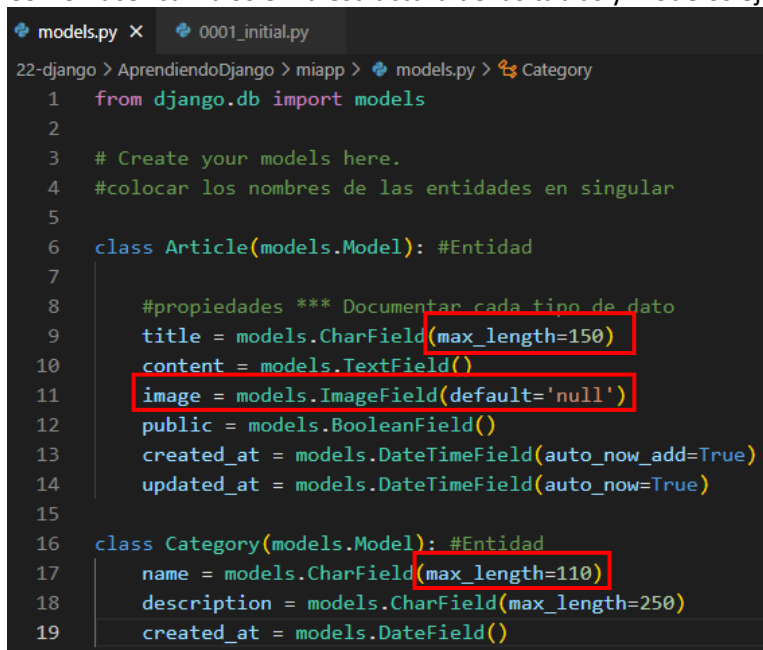 models.py X 0001_initial.py
22-django > AprendiendoDjango > miapp > models.py > Category
1 from django.db import models
2
3 # Create your models here.
4 #colocar los nombres de las entidades en singular
5
6 class Article(models.Model): #Entidad
7
8 #propiedades *** Documentar cada tipo de dato
9 title = models.CharField(max_length=150)
10 content = models.TextField()
11 image = models.ImageField(default='null')
12 public = models.BooleanField()
13 created_at = models.DateTimeField(auto_now_add=True)
14 updated_at = models.DateTimeField(auto_now=True)
15
16 class Category(models.Model): #Entidad
17 name = models.CharField(max_length=110)
18 description = models.CharField(max_length=250)
19 created_at = models.DateField()